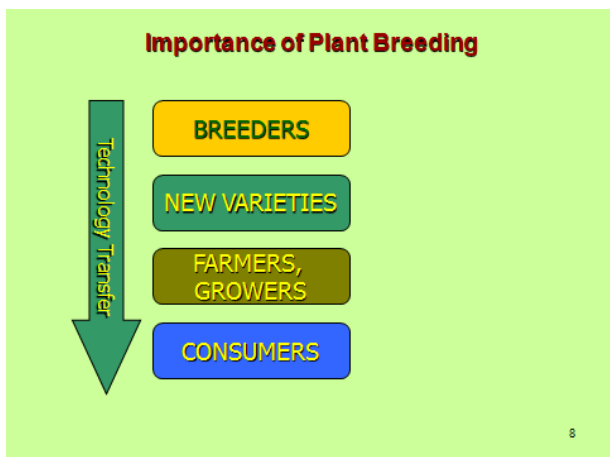 Importance of Plant Breeding
Technology Transfer
BREEDERS
NEW VARIETIES
FARMERS,
GROWERS
CONSUMERS
8